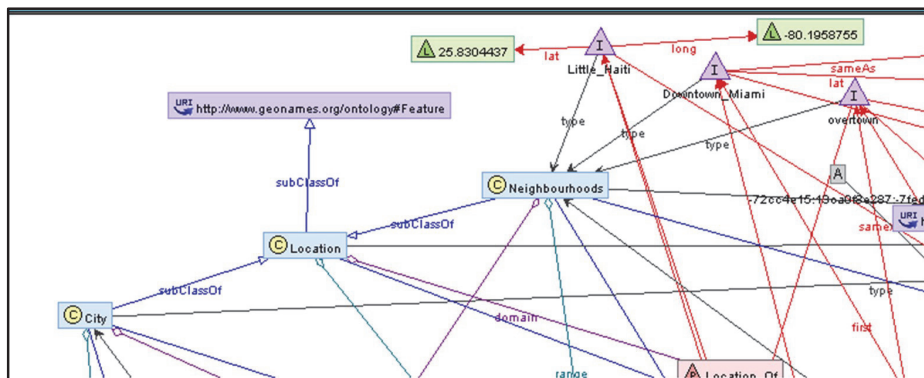 L 25.8304437
lat
I
long
L -80.1958755
Little_Haiti
I
sameAs
Downtown_Miami
lat
I
overtown
URI http://www.geonames.org/ontology#Feature
type
type
type
subClassOf
C Neighbourhoods
A
subClassOf
URI
C Location
subClassOf
type
C City
domain
first
range
Location_Of